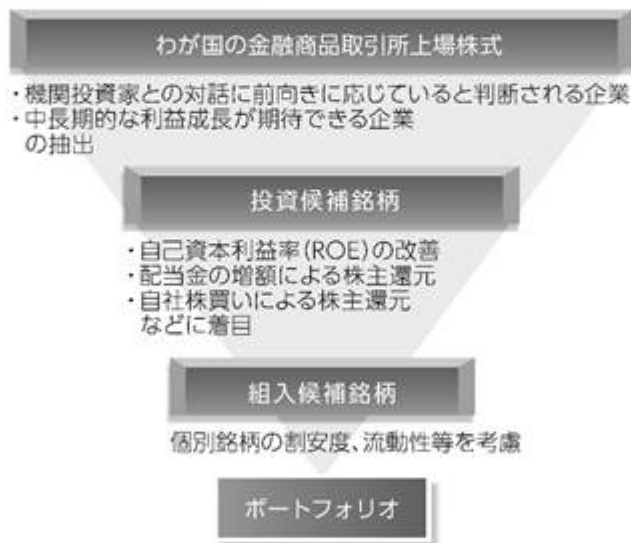 わが国の金融商品取引所上場株式
・機関投資家との対話に前向きに応じていると判断される企業
・中長期的な利益成長が期待できる企業
の抽出
投資候補銘柄
・自己資本利益率(ROE)の改善
・配当金の増額による株主還元
・自社株買いによる株主還元
などに着目
組入候補銘柄
個別銘柄の割安度、流動性等を考慮
ポートフォリオ